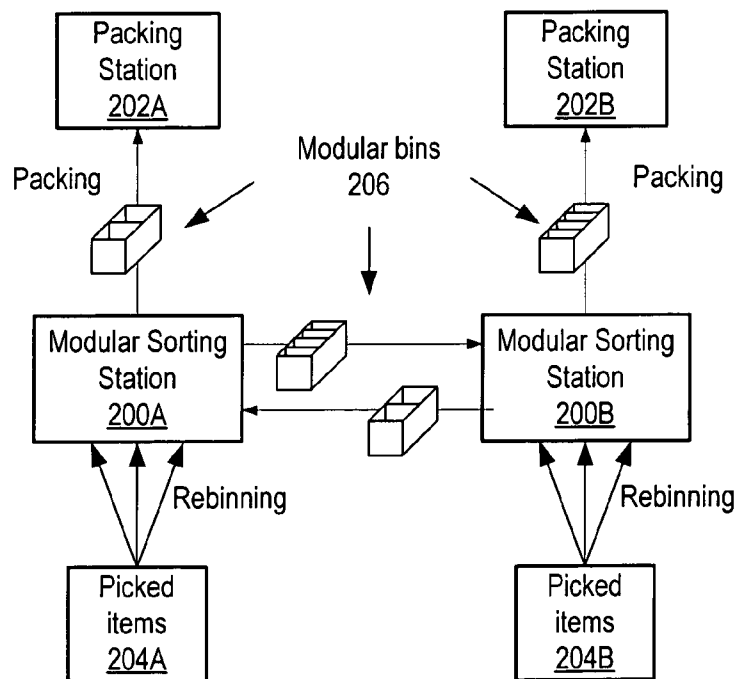 Packing
Station
202A
Packing
Station
202B
Modular bins
206
Packing
Packing
Modular Sorting
Station
200A
Modular Sorting
Station
200B
Rebinning
Rebinning
Picked
items
204A
Picked
items
204B